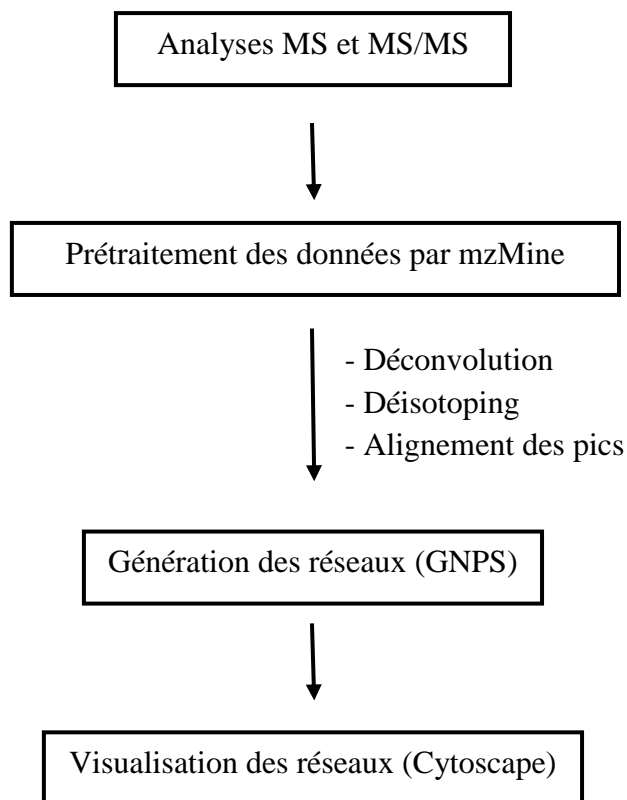 Analyses MS et MS/MS
Prétraitement des données par mzMine
- Déconvolution
- Déisotoping
- Alignement des pics
Génération des réseaux (GNPS)
Visualisation des réseaux (Cytoscape)